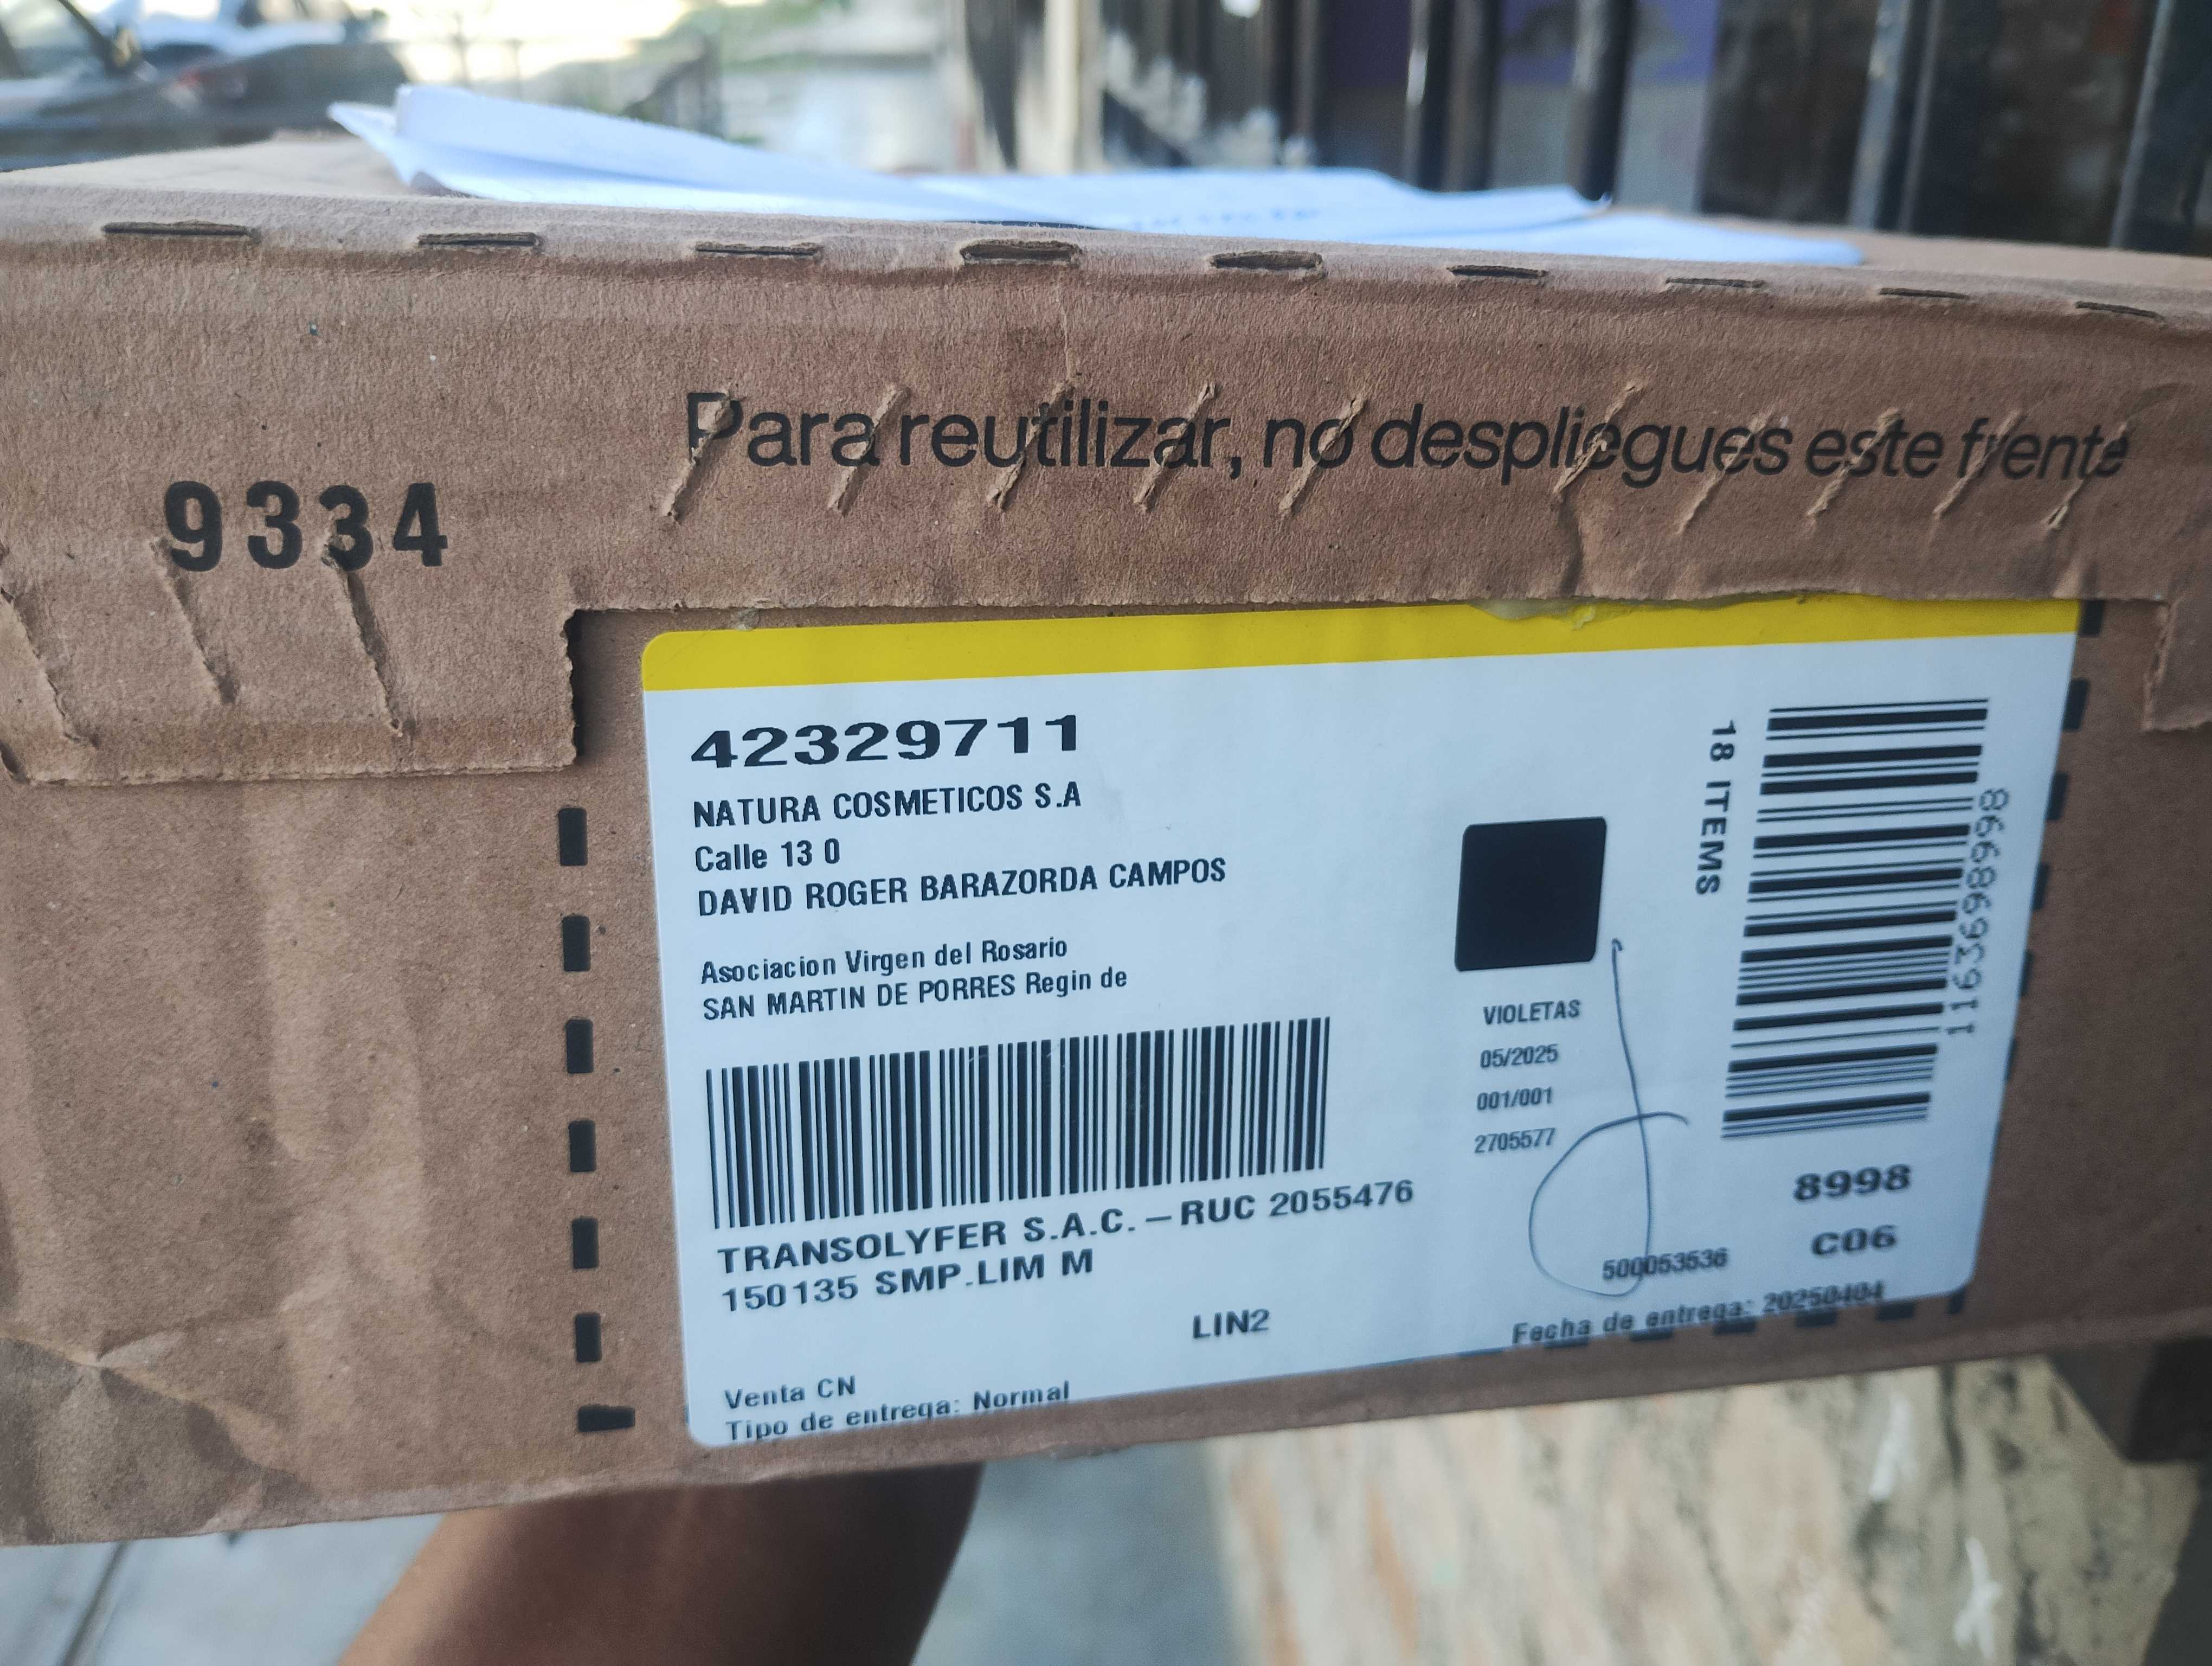 Para reutilizar, no despliegues este frente
9334
42329711
NATURA COSMETICOS S.A
Calle 13 0
DAVID ROGER BARAZORDA CAMPOS
Asociacion Virgen del Rosario
SAN MARTIN DE PORRES Regin de
TRANSOLYFER S.A.C. – RUC 2055476
150135 SMP.LIM M
LIN2
Venta CN
Tipo de entrega: Normal
VIOLETAS
05/2025
001/001
2705577
18 ITEMS
1163698998
8998
C06
500053536
Fecha de entrega: 20250404